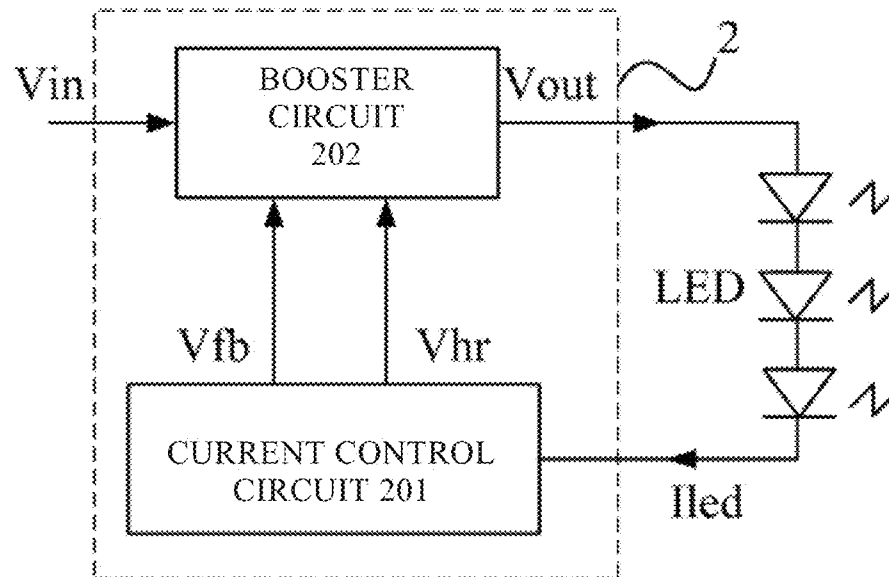 2
Vin
BOOSTER
CIRCUIT
202
Vout
LED
Vfb
Vhr
CURRENT CONTROL
CIRCUIT 201
Iled